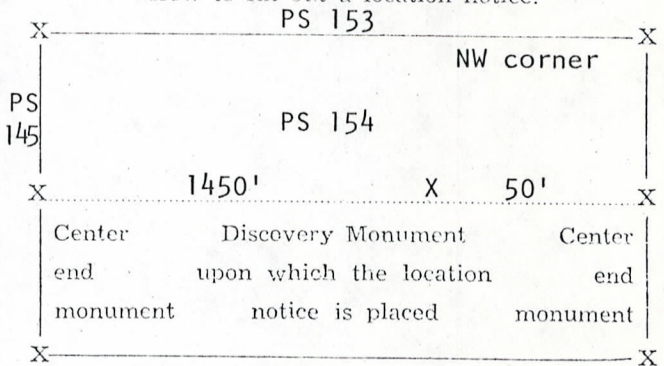 PS 153
X X
NW corner
PS
145
PS 154
X 1450' X 50' X
Center Discovery Monument Center
end upon which the location end
monument notice is placed monument
X X